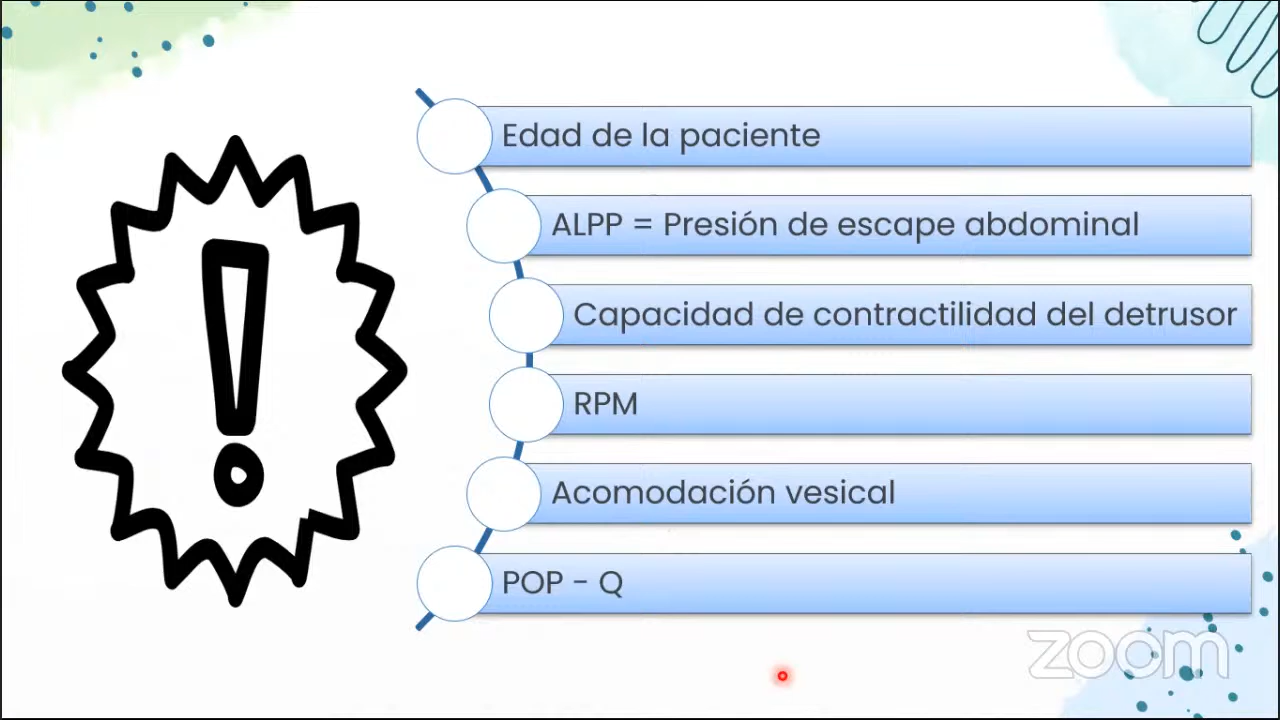 Edad de la paciente
ALPP = Presión de escape abdominal
Capacidad de contractilidad del detrusor
RPM
Acomodación vesical
POP - Q
zoom